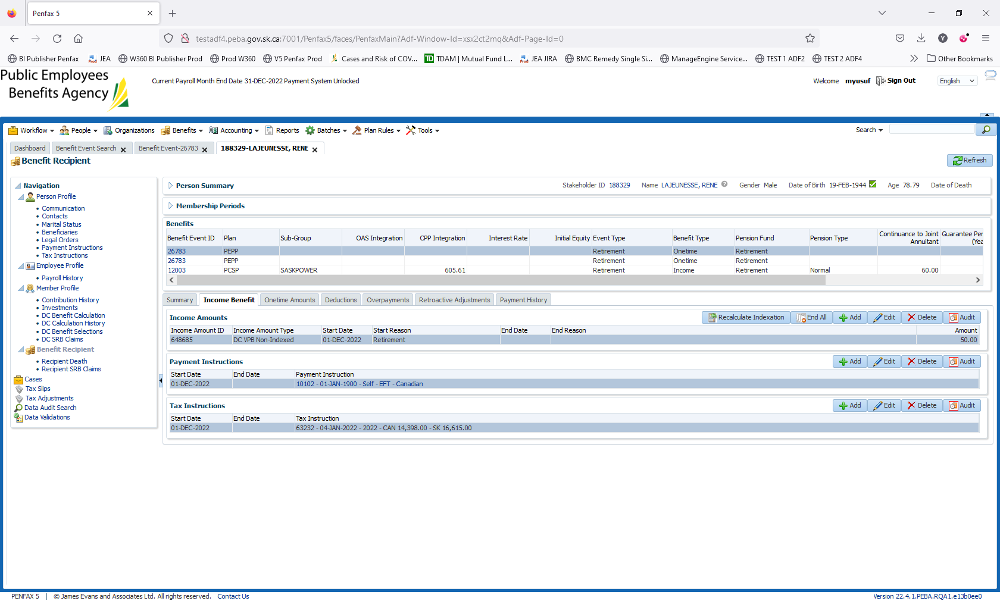 Penfax 5
testadf4.peba.gov.sk.ca:7001/Penfax5/faces/PenfaxMain?Adf-Window-Id=xsx2ct2mq&Adf-Page-Id=0
BI Publisher Penfax JEA W360 BI Publisher Prod Prod W360 V5 Penfax Prod Cases and Risk of COV... TD TDAM | Mutual Fund L... JEA JIRA BMC Remedy Single Si... ManageEngine Service... TEST 1 ADF2 TEST 2 ADF4 Other Bookmarks
Public Employees
Benefits Agency
Current Payroll Month End Date 31-DEC-2022 Payment System Unlocked
Welcome myusuf Sign Out English
Workflow People Organizations Benefits Accounting Reports Batches Plan Rules Tools Search
Dashboard Benefit Event Search Benefit Event-26783 188329-LAJEUNESSE, RENE
Benefit Recipient Refresh
Navigation
Person Profile
Communication
Contacts
Marital Status
Beneficiaries
Legal Orders
Payment Instructions
Tax Instructions
Employee Profile
Payroll History
Member Profile
Contribution History
Investments
DC Benefit Calculation
DC Calculation History
DC Benefit Selections
DC SRB Claims
Benefit Recipient
Recipient Death
Recipient SRB Claims
Cases
Tax Slips
Tax Adjustments
Data Audit Search
Data Validations
Person Summary Stakeholder ID 188329 Name LAJEUNESSE, RENE Gender Male Date of Birth 19-FEB-1944 Age 78.79 Date of Death
Membership Periods
Benefits
Benefit Event ID Plan Sub-Group OAS Integration CPP Integration Interest Rate Initial Equity Event Type Benefit Type Pension Fund Pension Type Continuance to Joint Annuitant Guarantee Per (Yea
26783 PEPP Retirement Onetime Retirement
26783 PEPP Retirement Onetime Retirement
12003 PCSP SASKPOWER 605.61 Retirement Income Retirement Normal 60.00
Summary Income Benefit Onetime Amounts Deductions Overpayments Retroactive Adjustments Payment History
Income Amounts Recalculate Indexation End All Add Edit Delete Audit
Income Amount ID Income Amount Type Start Date Start Reason End Date End Reason Amount
648685 DC VPB Non-Indexed 01-DEC-2022 Retirement 50.00
Payment Instructions Add Edit Delete Audit
Start Date End Date Payment Instruction
01-DEC-2022 10102 - 01-JAN-1900 - Self - EFT - Canadian
Tax Instructions Add Edit Delete Audit
Start Date End Date Tax Instruction
01-DEC-2022 63232 - 04-JAN-2022 - 2022 - CAN 14,398.00 - SK 16,615.00
PENFAX 5 | © James Evans and Associates Ltd. All rights reserved. Contact Us Version 22.4.1.PEBA.RQA1.e13b0ee0